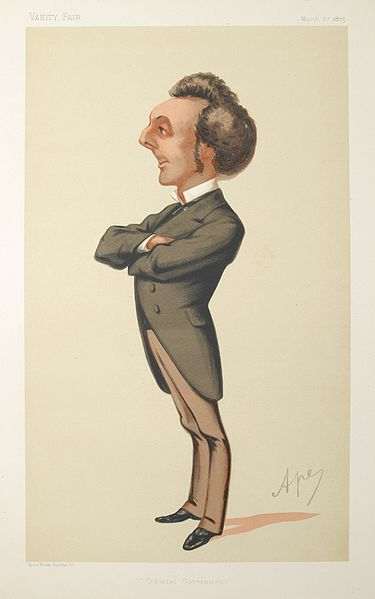 VANITY FAIR.
March 27 1875
Ape
"Colonial Government"